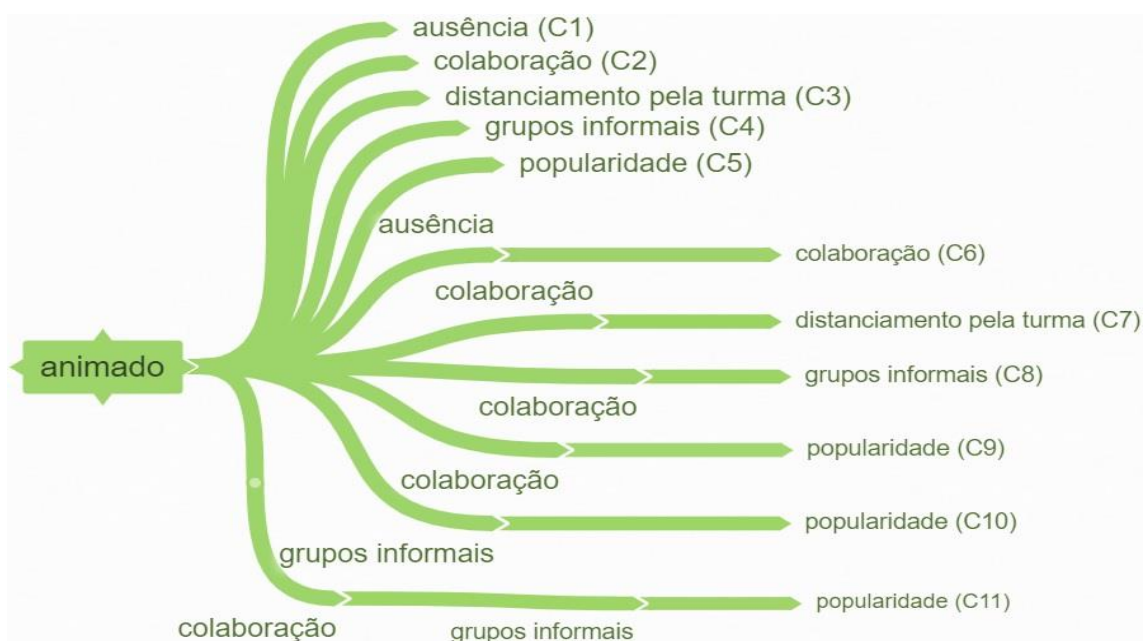 ausência (C1)
colaboração (C2)
distanciamento pela turma (C3)
grupos informais (C4)
popularidade (C5)
ausência
colaboração (C6)
colaboração
distanciamento pela turma (C7)
animado
grupos informais (C8)
colaboração
popularidade (C9)
colaboração
popularidade (C10)
grupos informais
popularidade (C11)
colaboração
grupos informais